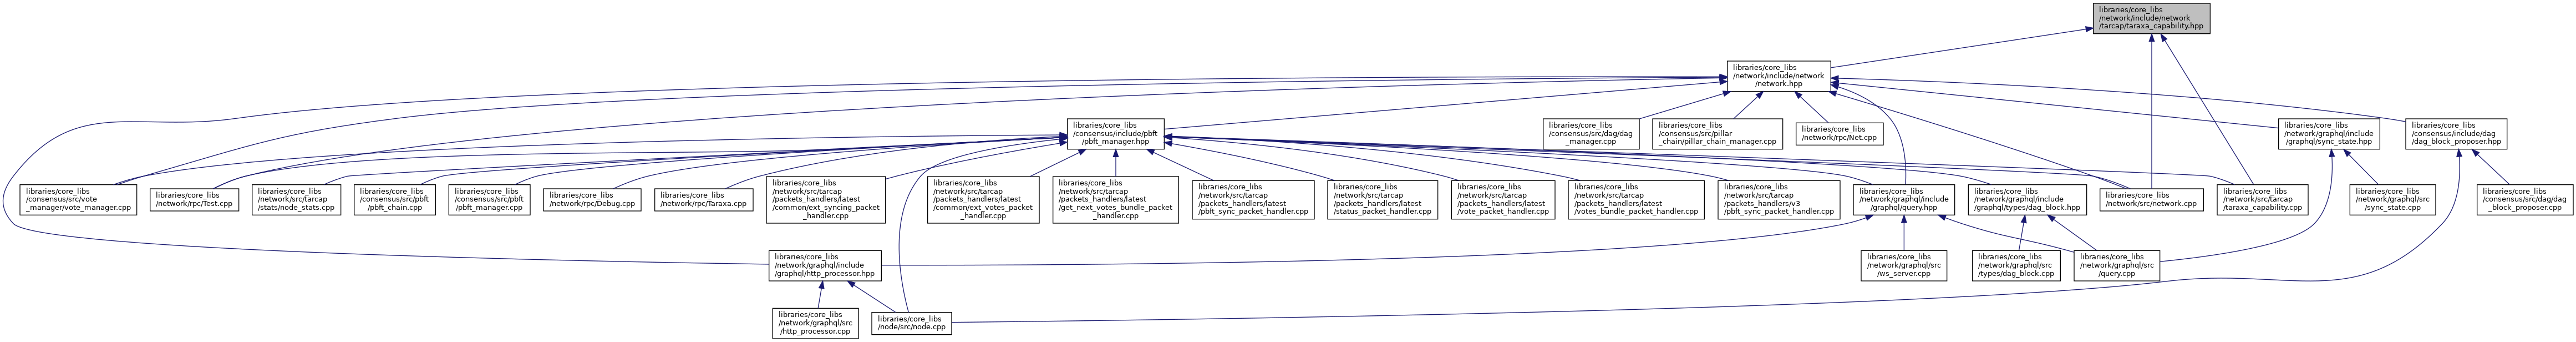 libraries/core_libs
/network/include/network
/tarcap/taraxa_capability.hpp
libraries/core_libs
/network/include/network
/network.hpp
libraries/core_libs
/consensus/include/pbft
/pbft_manager.hpp
libraries/core_libs
/consensus/src/dag/dag
_manager.cpp
libraries/core_libs
/consensus/src/pillar
_chain/pillar_chain_manager.cpp
libraries/core_libs
/network/rpc/Net.cpp
libraries/core_libs
/network/graphql/include
/graphql/sync_state.hpp
libraries/core_libs
/consensus/include/dag
/dag_block_proposer.hpp
libraries/core_libs
/consensus/src/vote
_manager/vote_manager.cpp
libraries/core_libs
/network/rpc/Test.cpp
libraries/core_libs
/network/src/tarcap
/stats/node_stats.cpp
libraries/core_libs
/consensus/src/pbft
/pbft_chain.cpp
libraries/core_libs
/consensus/src/pbft
/pbft_manager.cpp
libraries/core_libs
/network/rpc/Debug.cpp
libraries/core_libs
/network/rpc/Taraxa.cpp
libraries/core_libs
/network/src/tarcap
/packets_handlers/latest
/common/ext_syncing_packet
_handler.cpp
libraries/core_libs
/network/src/tarcap
/packets_handlers/latest
/common/ext_votes_packet
_handler.cpp
libraries/core_libs
/network/src/tarcap
/packets_handlers/latest
/get_next_votes_bundle_packet
_handler.cpp
libraries/core_libs
/network/src/tarcap
/packets_handlers/latest
/pbft_sync_packet_handler.cpp
libraries/core_libs
/network/src/tarcap
/packets_handlers/latest
/status_packet_handler.cpp
libraries/core_libs
/network/src/tarcap
/packets_handlers/latest
/vote_packet_handler.cpp
libraries/core_libs
/network/src/tarcap
/packets_handlers/latest
/votes_bundle_packet_handler.cpp
libraries/core_libs
/network/src/tarcap
/packets_handlers/v3
/pbft_sync_packet_handler.cpp
libraries/core_libs
/network/graphql/include
/graphql/query.hpp
libraries/core_libs
/network/graphql/include
/graphql/types/dag_block.hpp
libraries/core_libs
/network/src/network.cpp
libraries/core_libs
/network/src/tarcap
/taraxa_capability.cpp
libraries/core_libs
/network/graphql/src
/sync_state.cpp
libraries/core_libs
/consensus/src/dag/dag
_block_proposer.cpp
libraries/core_libs
/network/graphql/include
/graphql/http_processor.hpp
libraries/core_libs
/network/graphql/src
/ws_server.cpp
libraries/core_libs
/network/graphql/src
/types/dag_block.cpp
libraries/core_libs
/network/graphql/src
/query.cpp
libraries/core_libs
/network/graphql/src
/http_processor.cpp
libraries/core_libs
/node/src/node.cpp